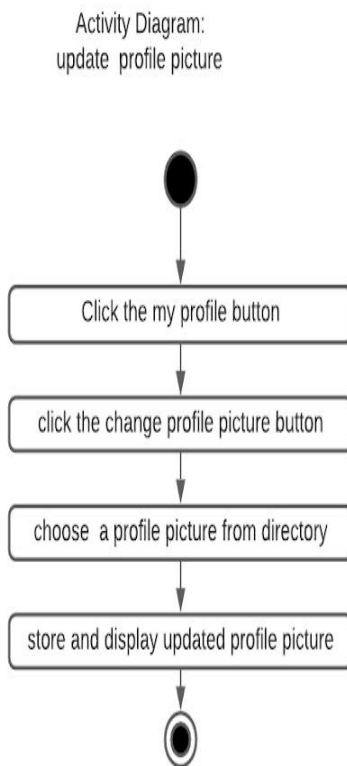 Activity Diagram:
update profile picture
Click the my profile button
click the change profile picture button
choose a profile picture from directory
store and display updated profile picture